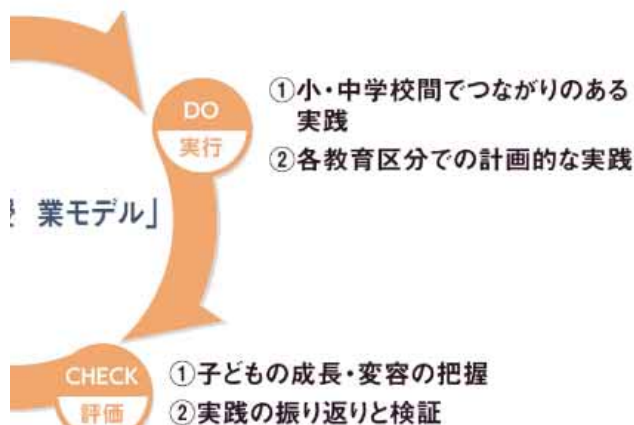 DO
実行
①小・中学校間でつながりのある
実践
②各教育区分での計画的な実践
業モデル」
CHECK
評価
①子どもの成長・変容の把握
②実践の振り返りと検証